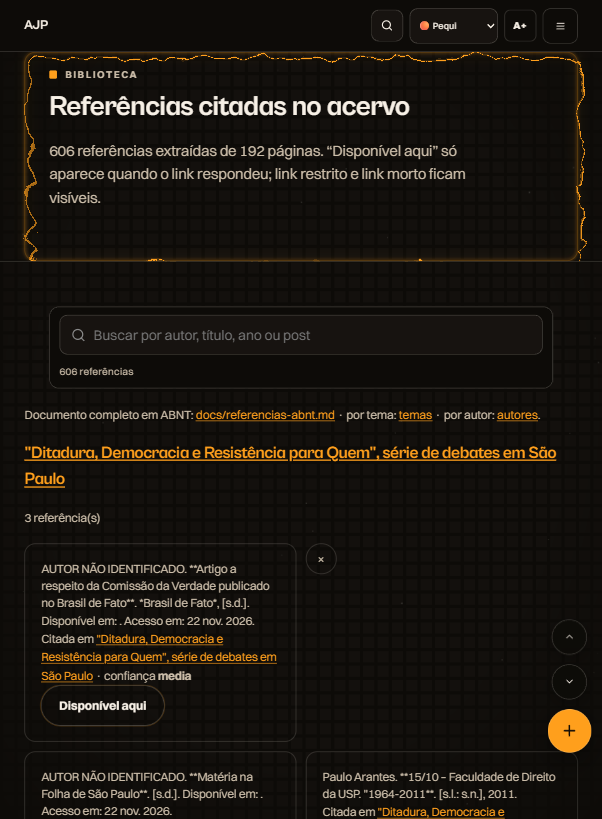 AJP
Pequi
A+
BIBLIOTECA
Referências citadas no acervo
606 referências extraídas de 192 páginas. “Disponível aqui” só
aparece quando o link respondeu; link restrito e link morto ficam
visíveis.
Buscar por autor, título, ano ou post
606 referências
Documento completo em ABNT: docs/referencias-abnt.md · por tema: temas · por autor: autores.
"Ditadura, Democracia e Resistência para Quem", série de debates em São
Paulo
3 referência(s)
AUTOR NÃO IDENTIFICADO. **Artigo a
respeito da Comissão da Verdade publicado
no Brasil de Fato**. *Brasil de Fato*, [s.d.].
Disponível em: . Acesso em: 22 nov. 2026.
Citada em "Ditadura, Democracia e
Resistência para Quem", série de debates em
São Paulo · confiança media
Disponível aqui
×
AUTOR NÃO IDENTIFICADO. **Matéria na
Folha de São Paulo**. [s.d.]. Disponível em: .
Acesso em: 22 nov. 2026.
Paulo Arantes. **15/10 – Faculdade de Direito
da USP. "1964-2011"**. [s.l.: s.n.], 2011.
Citada em "Ditadura, Democracia e